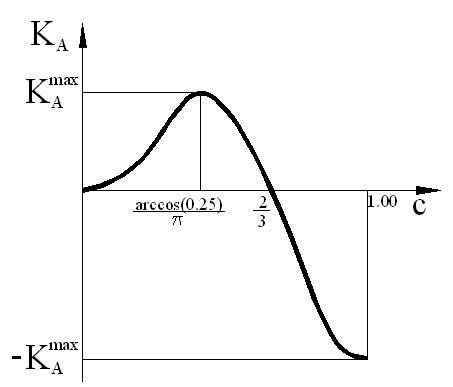 K_A
K_A^max
arccos(0.25)
π
2
3
1.00
c
-K_A^max